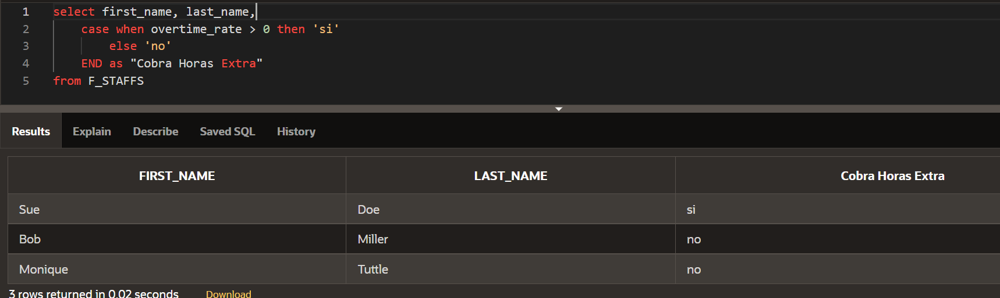 1 select first_name, last_name,
2 case when overtime_rate > 0 then 'si'
3 else 'no'
4 END as "Cobra Horas Extra"
5 from F_STAFFS
Results Explain Describe Saved SQL History
FIRST_NAME LAST_NAME Cobra Horas Extra
Sue Doe si
Bob Miller no
Monique Tuttle no
3 rows returned in 0.02 seconds Download